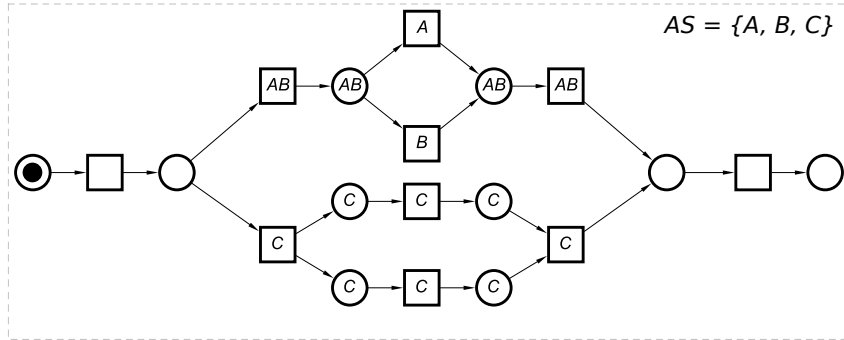 A
AS = {A, B, C}
AB AB AB AB
B
C C C
C C
C C C